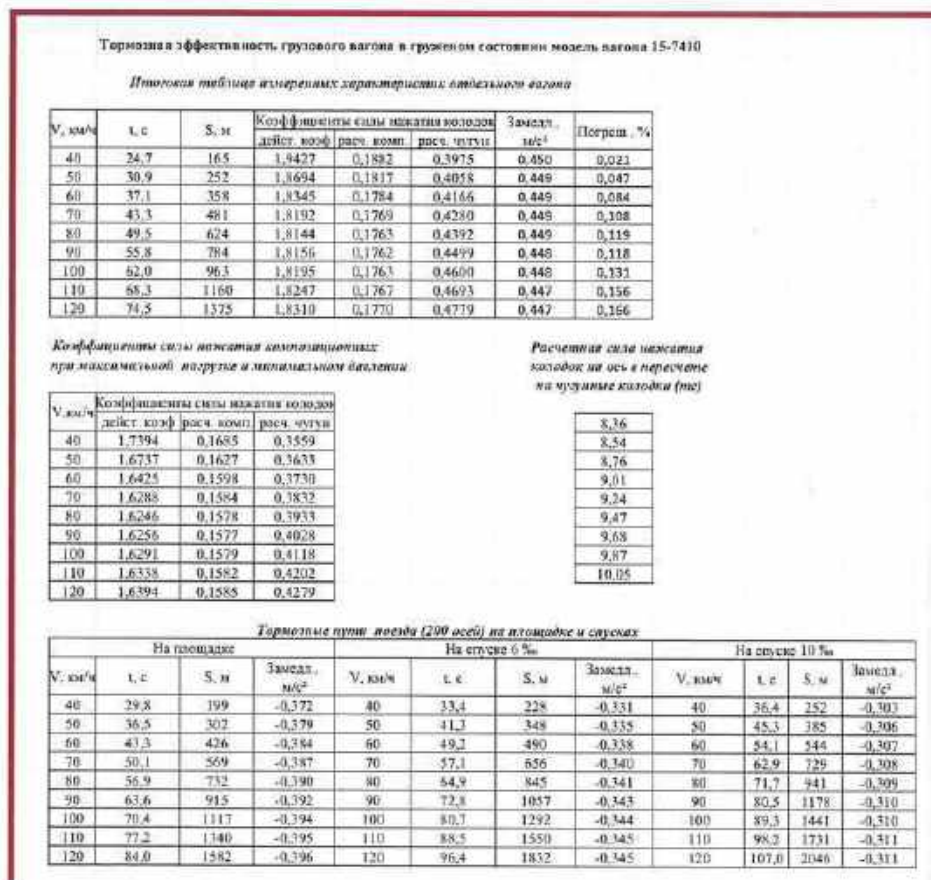 Тормозная эффективность грузового вагона в груженом состоянии модель вагона 15-7410
Итоговая таблица измеренных характеристик отдельного вагона
V, км/ч t, с S, м Коэффициенты силы нажатия колодок Замедл., м/с² Погреш., %
дейст. коэф расч. комп. расч. чугун
40 24,7 165 1,9427 0,1882 0,3975 0,450 0,021
50 30,9 252 1,8694 0,1817 0,4058 0,449 0,047
60 37,1 358 1,8345 0,1784 0,4166 0,449 0,084
70 43,3 481 1,8192 0,1769 0,4280 0,449 0,108
80 49,5 624 1,8144 0,1763 0,4392 0,449 0,119
90 55,8 784 1,8156 0,1762 0,4499 0,448 0,118
100 62,0 963 1,8195 0,1763 0,4600 0,448 0,131
110 68,3 1160 1,8247 0,1767 0,4693 0,447 0,156
120 74,5 1375 1,8310 0,1770 0,4779 0,447 0,166
Коэффициенты силы нажатия композиционных
при максимальной нагрузке и минимальном давлении
V,км/ч Коэффициенты силы нажатия колодок
дейст. коэф расч. комп. расч. чугун
40 1,7394 0,1685 0,3559
50 1,6737 0,1627 0,3633
60 1,6425 0,1598 0,3730
70 1,6288 0,1584 0,3832
80 1,6246 0,1578 0,3933
90 1,6256 0,1577 0,4028
100 1,6291 0,1579 0,4118
110 1,6338 0,1582 0,4202
120 1,6394 0,1585 0,4279
Расчетная сила нажатия
колодок на ось в пересчете
на чугунные колодки (тс)
8,36
8,54
8,76
9,01
9,24
9,47
9,68
9,87
10,05
Тормозные пути поезда (200 осей) на площадке и спусках
На площадке На спуске 6 ‰ На спуске 10 ‰
V, км/ч t, с S, м Замедл., м/с² V, км/ч t, с S, м Замедл., м/с² V, км/ч t, с S, м Замедл., м/с²
40 29,8 199 -0,372 40 33,4 228 -0,331 40 36,4 252 -0,303
50 36,5 302 -0,379 50 41,3 348 -0,335 50 45,3 385 -0,306
60 43,3 426 -0,384 60 49,2 490 -0,338 60 54,1 544 -0,307
70 50,1 569 -0,387 70 57,1 656 -0,340 70 62,9 729 -0,308
80 56,9 732 -0,390 80 64,9 845 -0,341 80 71,7 941 -0,309
90 63,6 915 -0,392 90 72,8 1057 -0,343 90 80,5 1178 -0,310
100 70,4 1117 -0,394 100 80,7 1292 -0,344 100 89,3 1441 -0,310
110 77,2 1340 -0,395 110 88,5 1550 -0,345 110 98,2 1731 -0,311
120 84,0 1582 -0,396 120 96,4 1832 -0,345 120 107,0 2046 -0,311